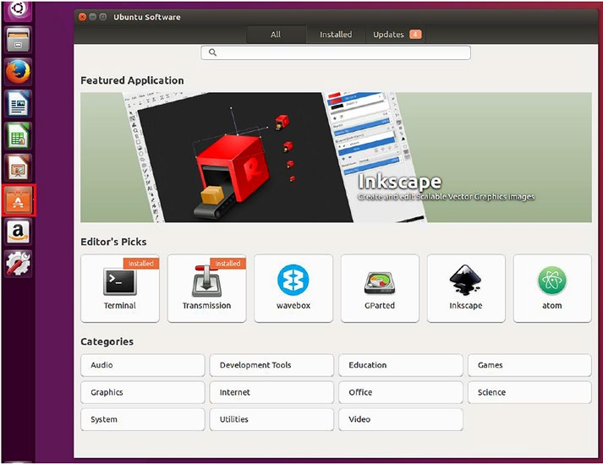 Ubuntu Software
All Installed Updates 4
Featured Application
Inkscape
Create and edit Scalable Vector Graphics images
Editor's Picks
Installed Installed
Terminal Transmission wavebox GParted Inkscape atom
Categories
Audio Development Tools Education Games
Graphics Internet Office Science
System Utilities Video